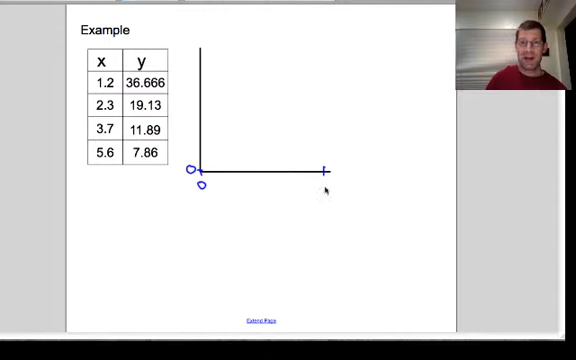 Example
x y
1.2 36.666
2.3 19.13
3.7 11.89
5.6 7.86
0
0
Extend Page